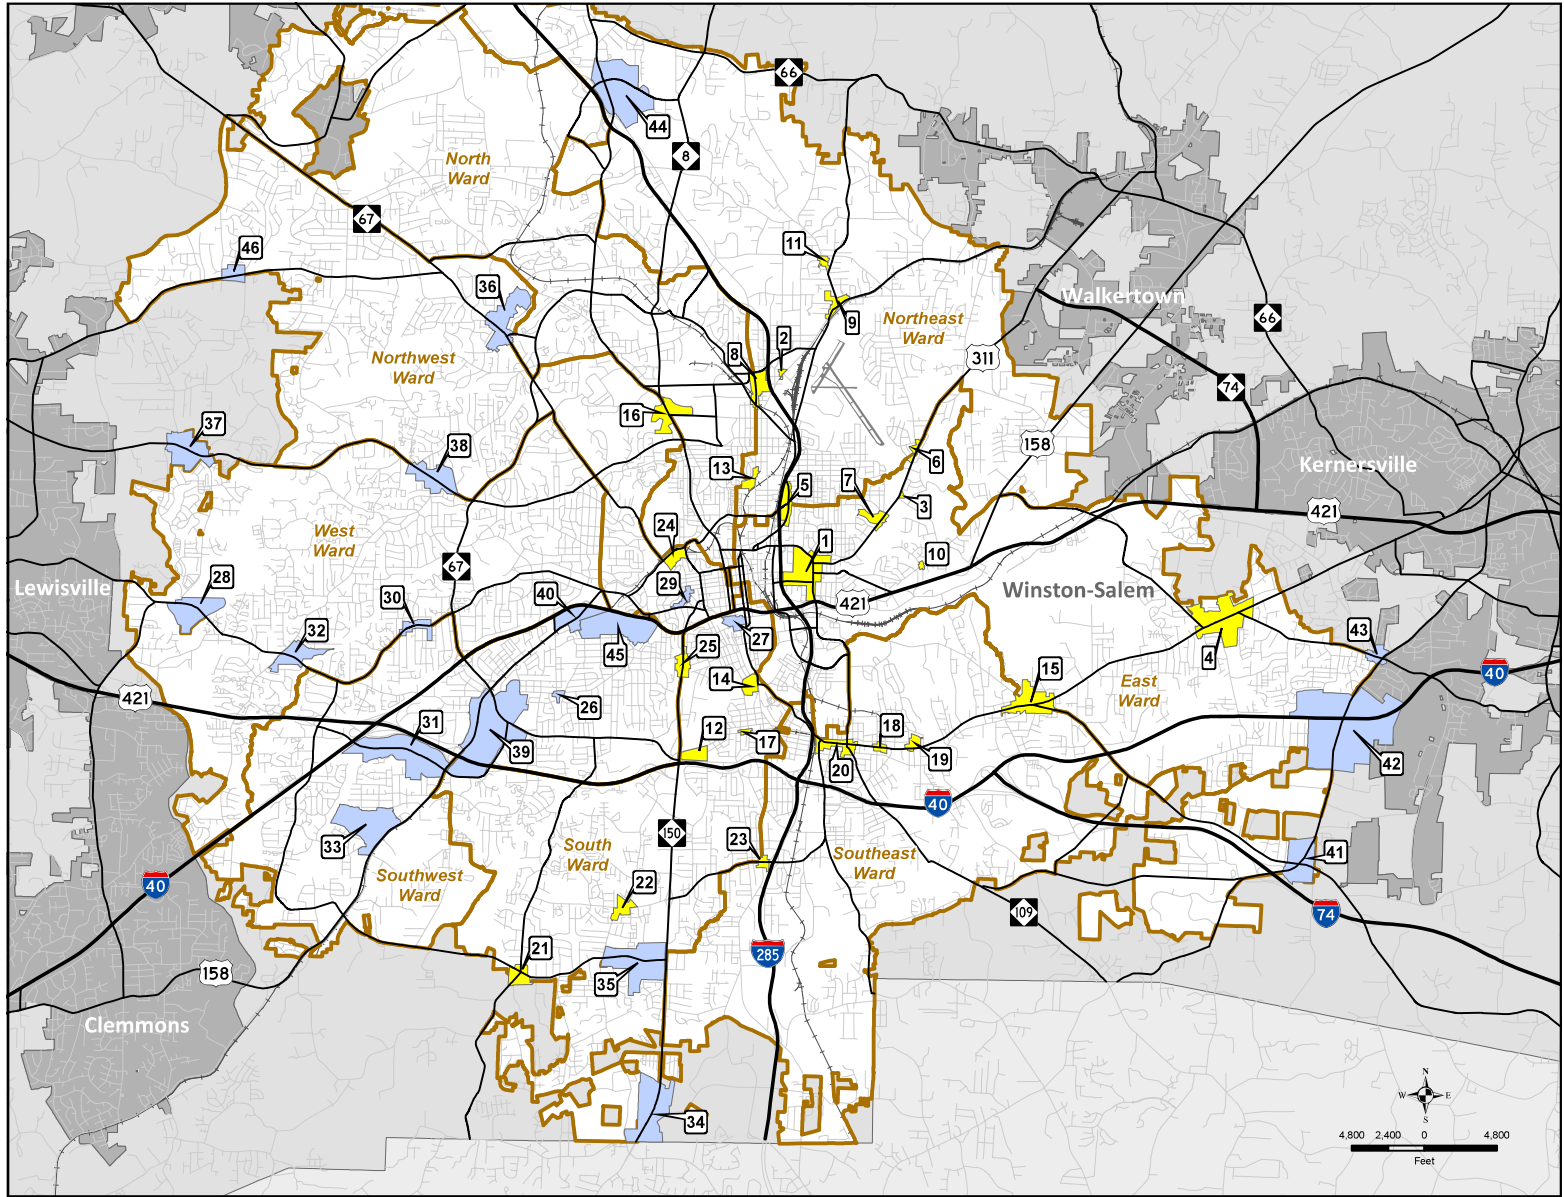 66
44
8
North
Ward
67
11
46
36
Walkertown
9
Northeast
Ward
66
2
8
311
Northwest
Ward
74
16
37
38
158
6
Kernersville
13
5
7
3
421
West
Ward
24
1
10
67
Lewisville
28
29
Winston-Salem
30
40
421
32
27
43
45
25
4
15
40
14
East
Ward
421
26
31
12
17
18
39
20
19
42
40
150
33
23
South
Ward
Southeast
Ward
41
Southwest
Ward
40
22
109
74
21
285
158
35
Clemmons
N
W
E
S
34
4,800 2,400 0 4,800
Feet